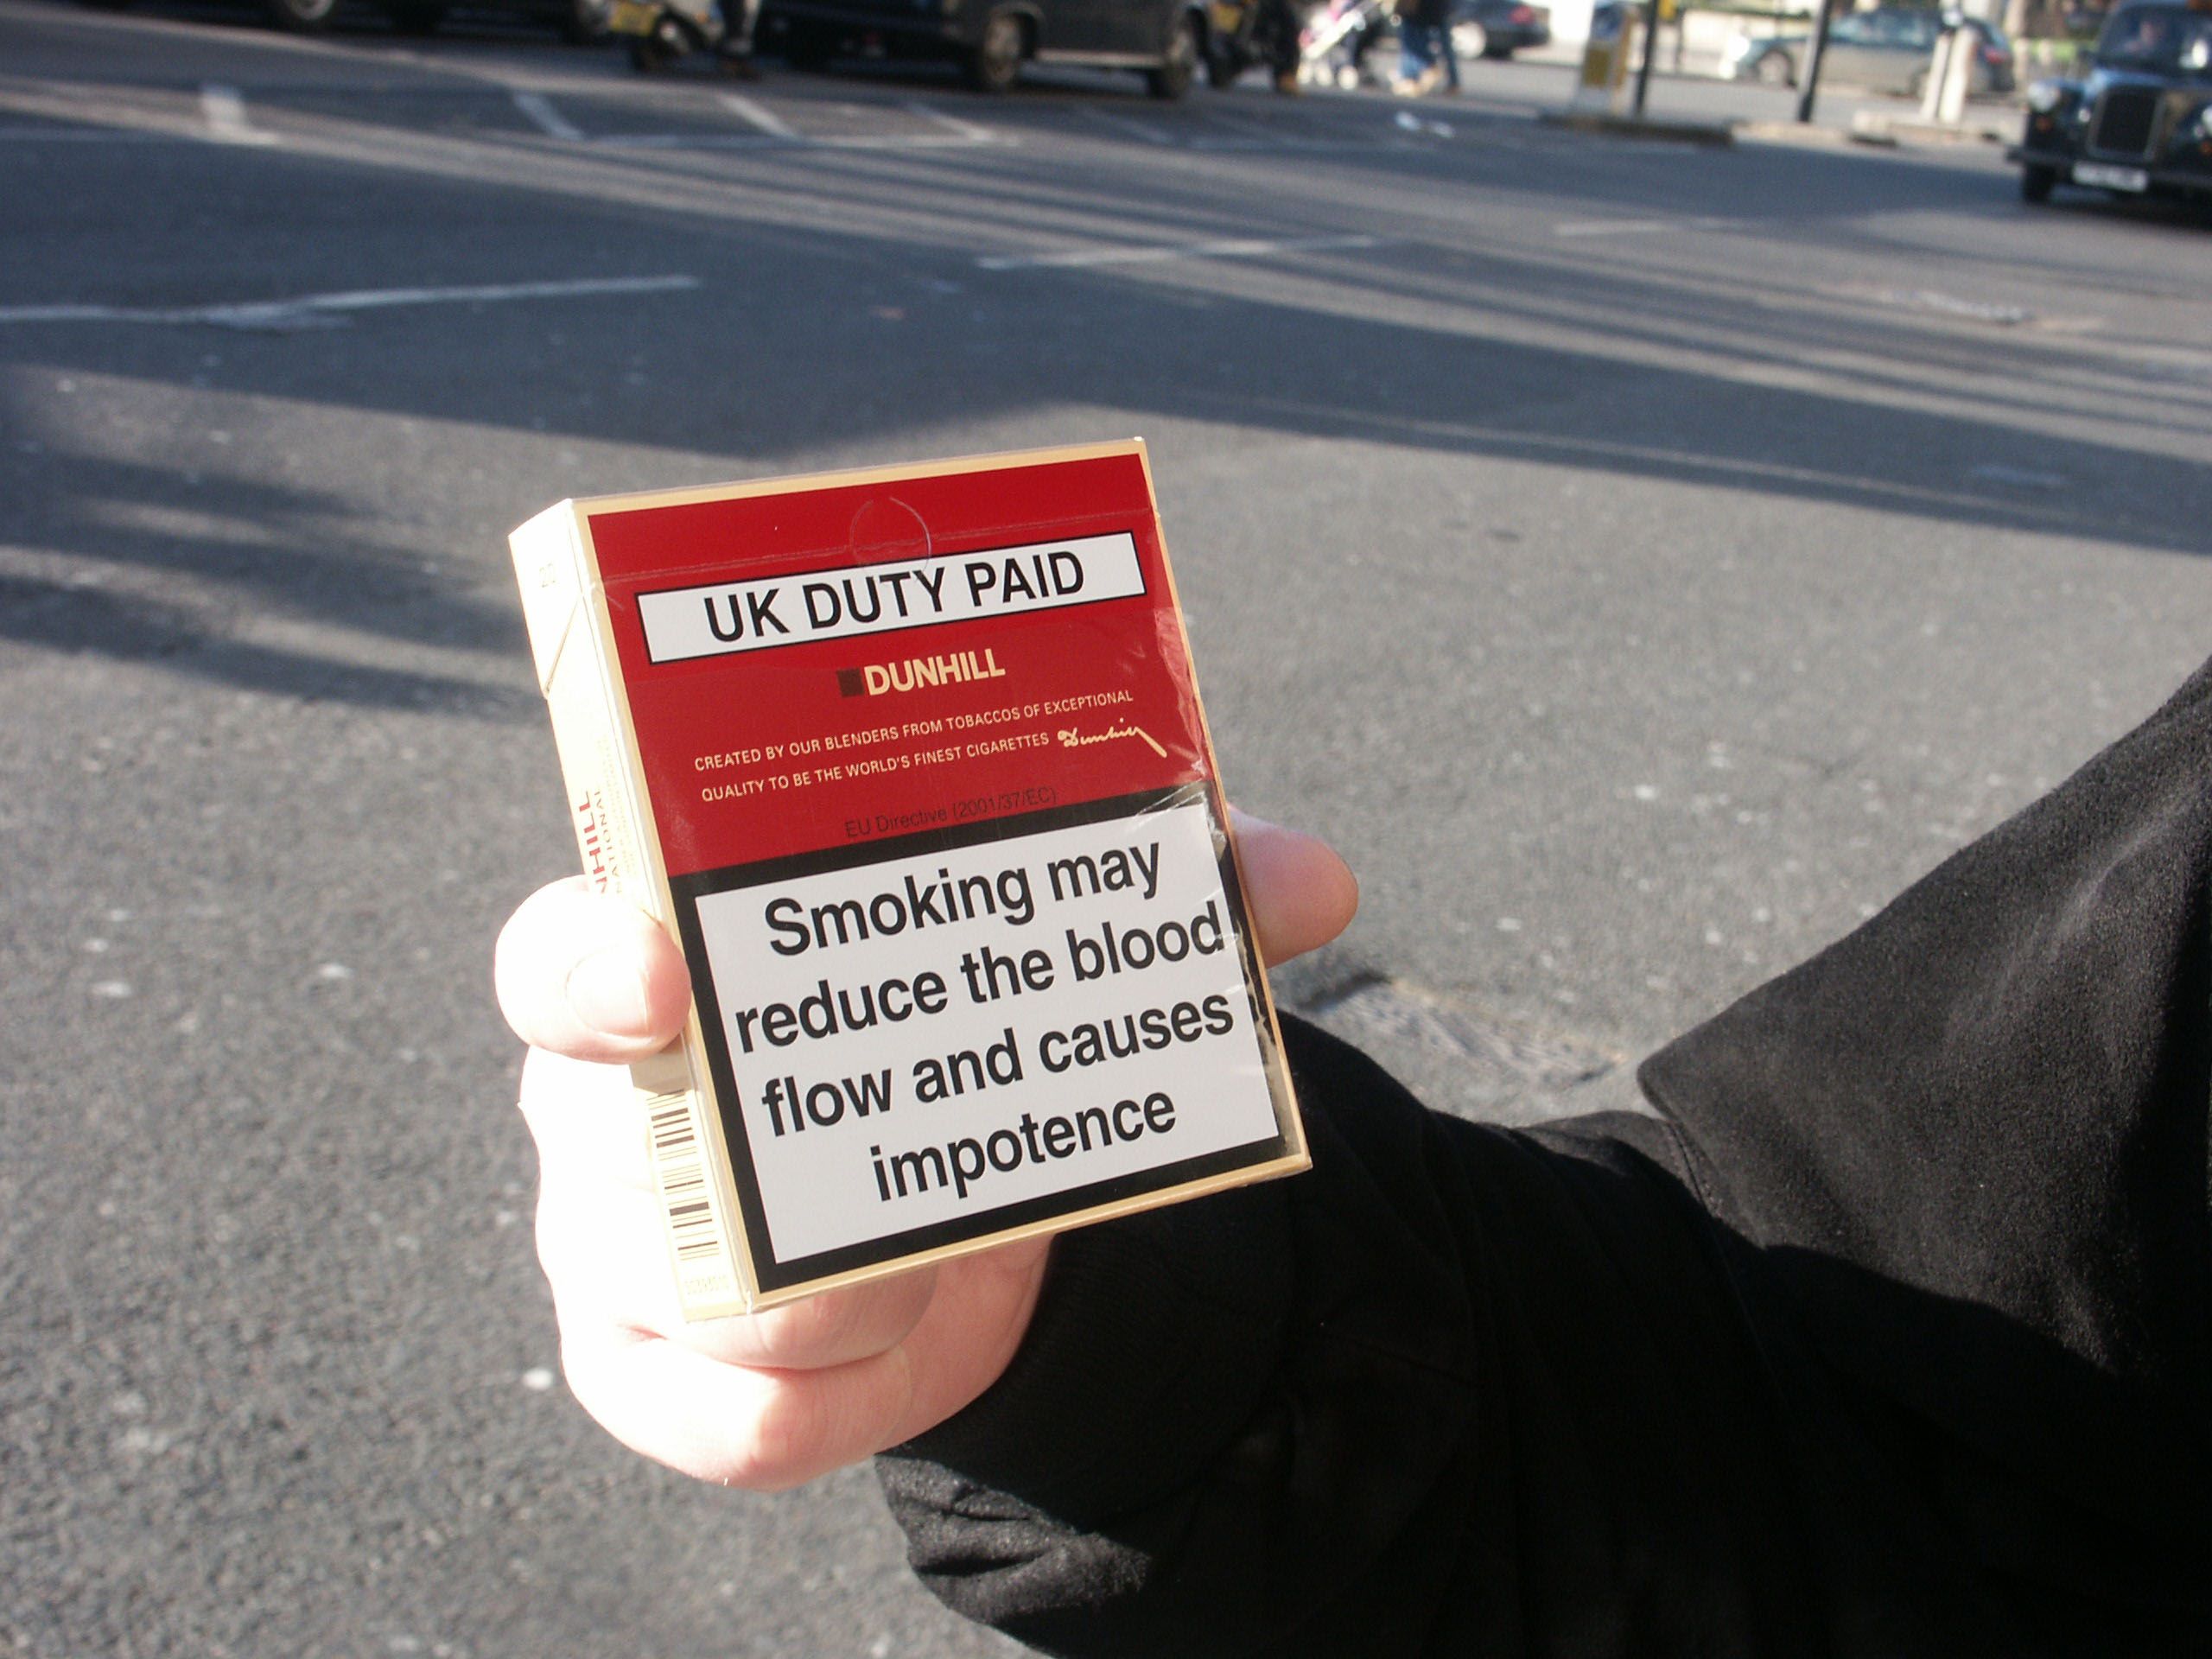 UK DUTY PAID
DUNHILL
CREATED BY OUR BLENDERS FROM TOBACCOS OF EXCEPTIONAL
QUALITY TO BE THE WORLD'S FINEST CIGARETTES Dunhill
EU Directive (2001/37/EC)
Smoking may
reduce the blood
flow and causes
impotence